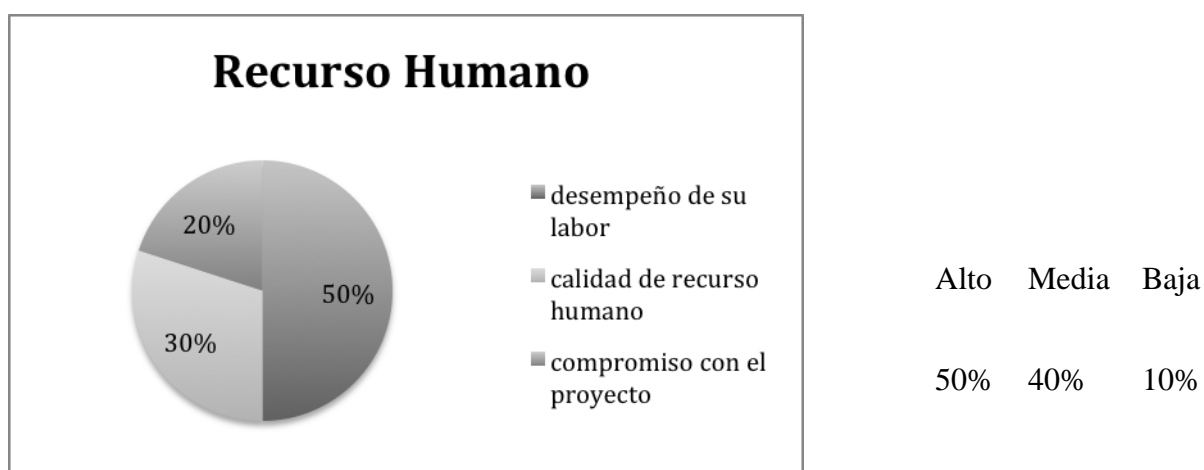 Recurso Humano
20%
50%
30%
desempeño de su
labor
calidad de recurso
humano
compromiso con el
proyecto
Alto Media Baja
50% 40% 10%